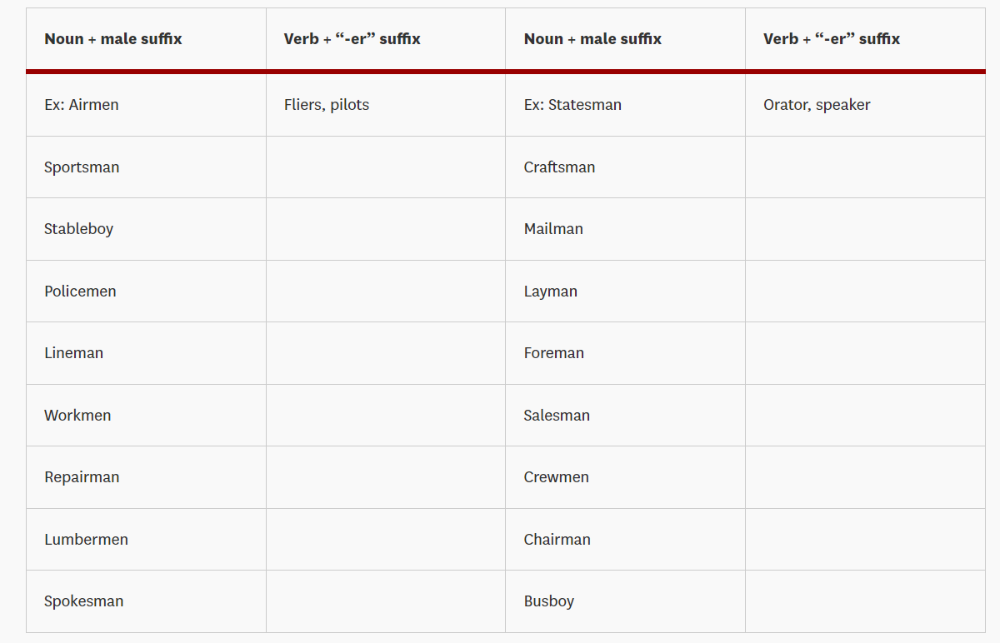 Noun + male suffix Verb + “-er” suffix Noun + male suffix Verb + “-er” suffix
Ex: Airmen Fliers, pilots Ex: Statesman Orator, speaker
Sportsman Craftsman
Stableboy Mailman
Policemen Layman
Lineman Foreman
Workmen Salesman
Repairman Crewmen
Lumbermen Chairman
Spokesman Busboy